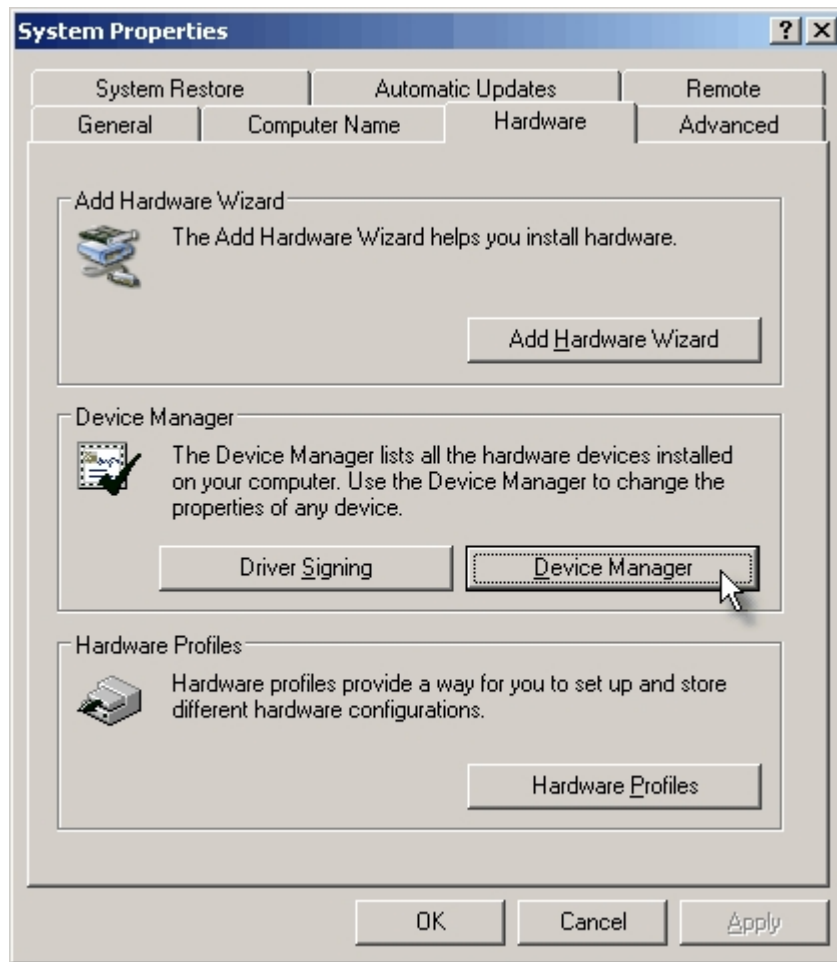 System Properties
System Restore
Automatic Updates
Remote
General
Computer Name
Hardware
Advanced
Add Hardware Wizard
The Add Hardware Wizard helps you install hardware.
Add Hardware Wizard
Device Manager
The Device Manager lists all the hardware devices installed
on your computer. Use the Device Manager to change the
properties of any device.
Driver Signing
Device Manager
Hardware Profiles
Hardware profiles provide a way for you to set up and store
different hardware configurations.
Hardware Profiles
OK
Cancel
Apply